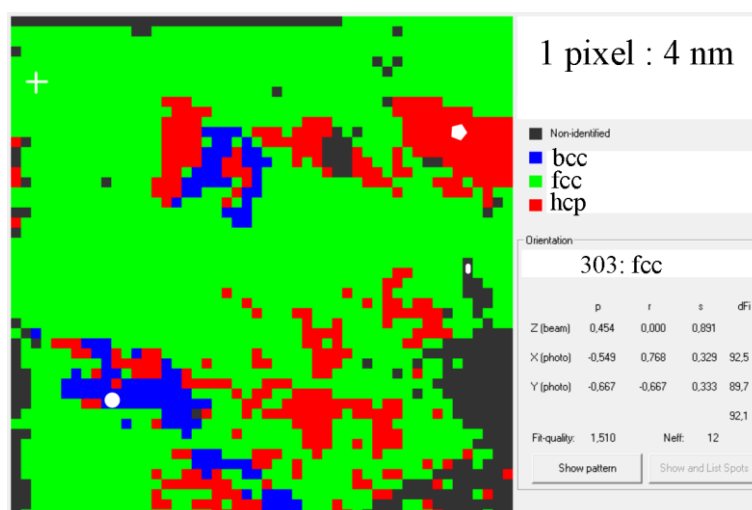 1 pixel : 4 nm
Non-identified
bcc
fcc
hcp
Orientation
303: fcc
p r s dFi
Z (beam) 0,454 0,000 0,891
X (photo) -0,549 0,768 0,329 92,5
Y (photo) -0,667 -0,667 0,333 89,7
92,1
Fit-quality: 1,510 Neff: 12
Show pattern Show and List Spots